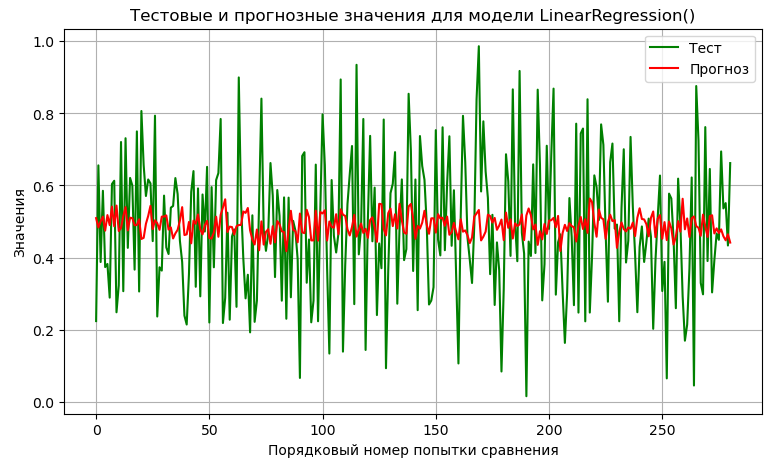 Тестовые и прогнозные значения для модели LinearRegression()
Тест
Прогноз
Значения
1.0
0.8
0.6
0.4
0.2
0.0
0 50 100 150 200 250
Порядковый номер попытки сравнения